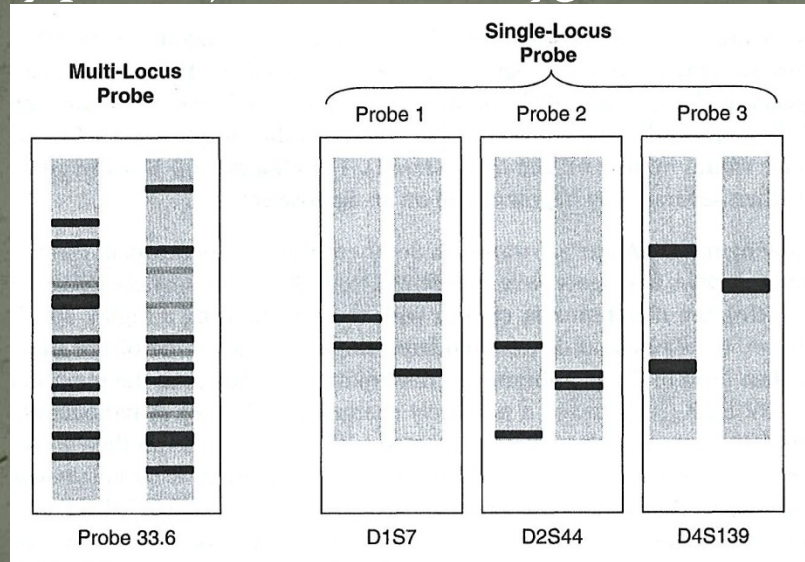 Multi-Locus
Probe
Single-Locus
Probe
Probe 1
Probe 2
Probe 3
Probe 33.6
D1S7
D2S44
D4S139